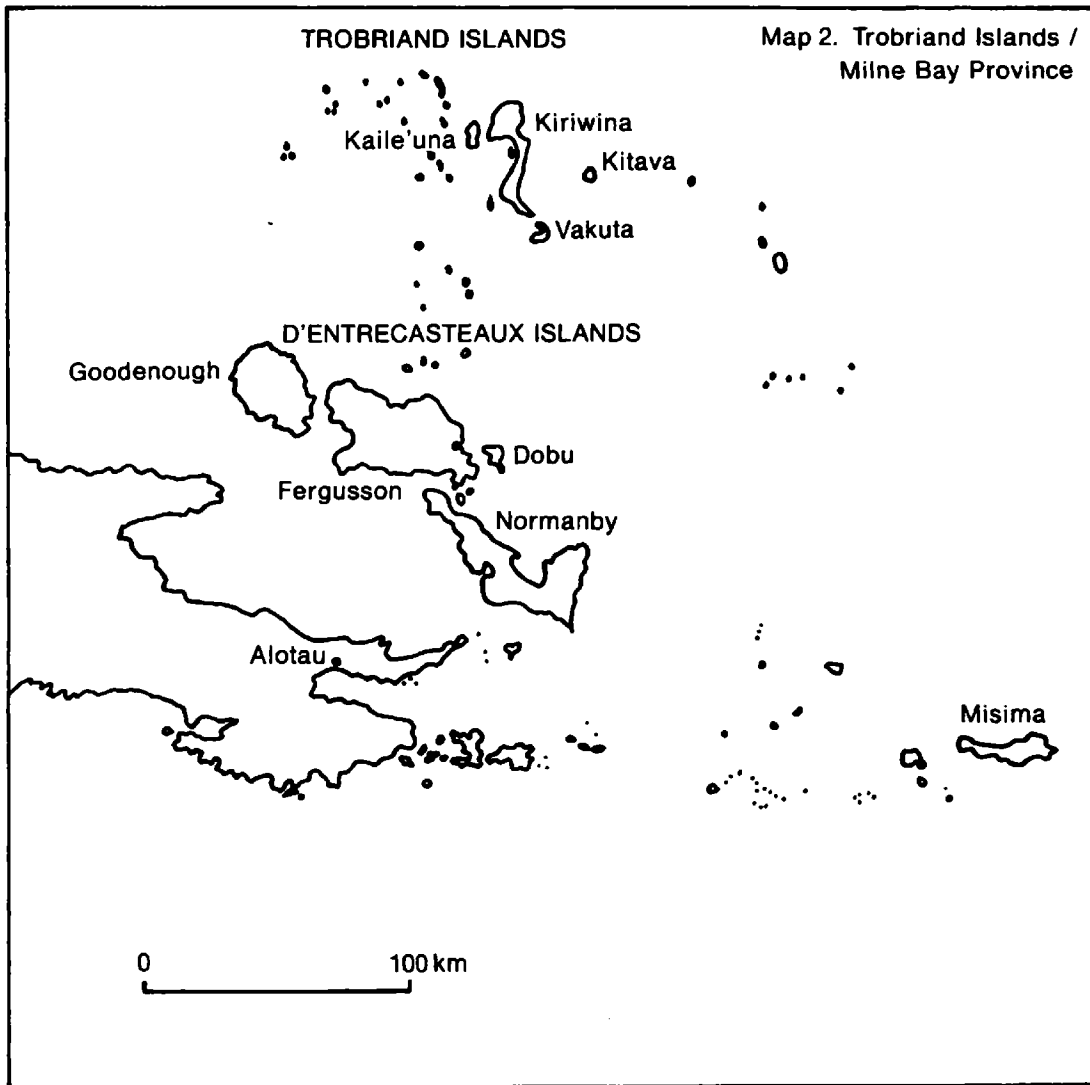 TROBRIAND ISLANDS
Map 2. Trobriand Islands /
Milne Bay Province
Kaile'una
Kiriwina
Kitava
Vakuta
D'ENTRECASTEAUX ISLANDS
Goodenough
Dobu
Fergusson
Normanby
Alotau
Misima
0
100 km